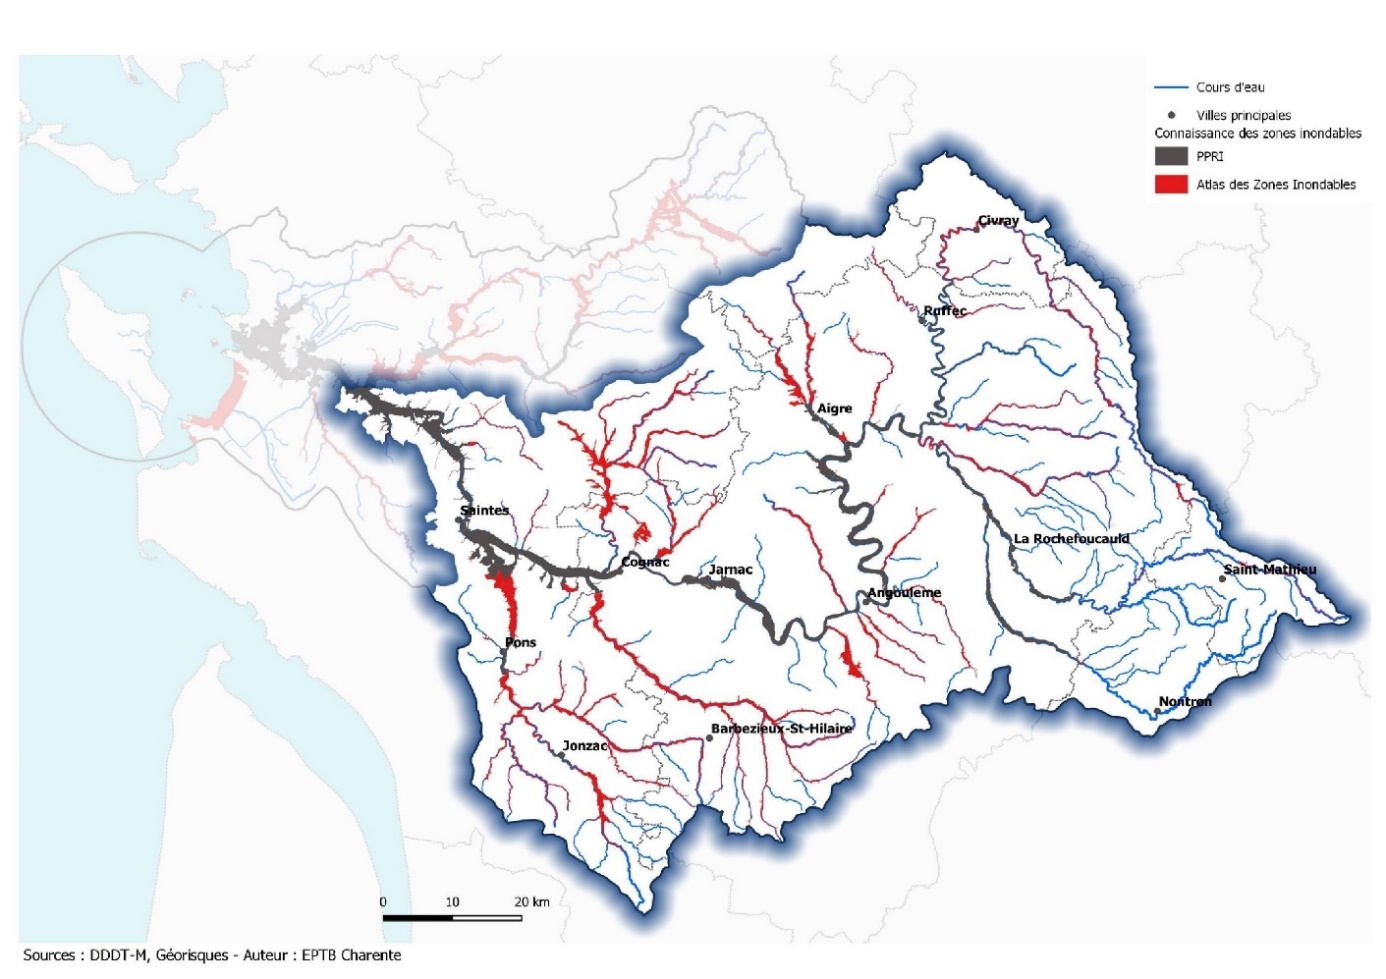 Cours d'eau
Villes principales
Connaissance des zones inondables
PPRI
Atlas des Zones Inondables
Civray
Ruffec
Aigre
Saintes
La Rochefoucauld
Cognac
Jarnac
Saint-Mathieu
Angouleme
Pons
Nontron
Barbezieux-St-Hilaire
Jonzac
0 10 20 km
Sources : DDDT-M, Géorisques - Auteur : EPTB Charente